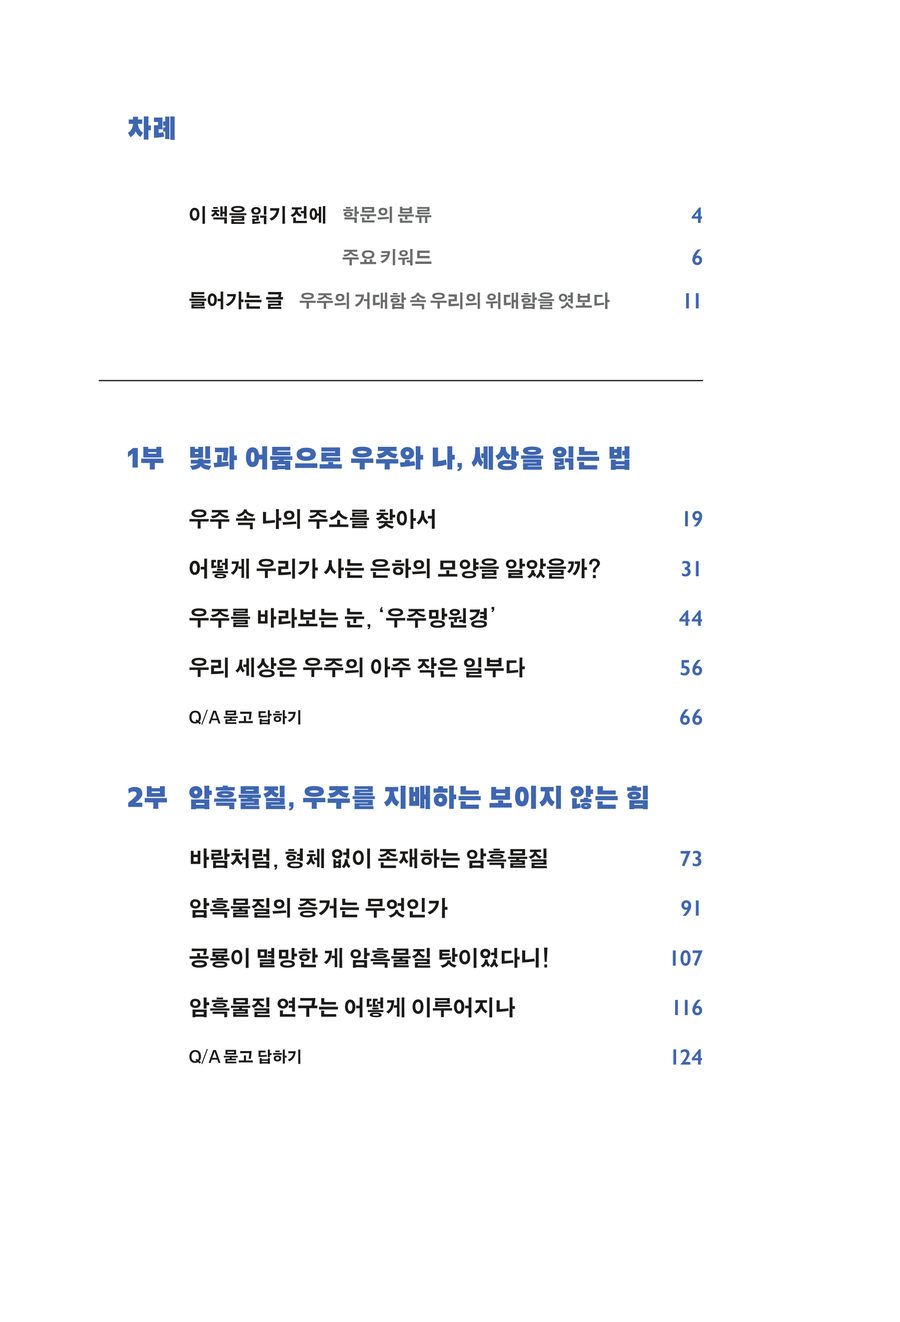 차례
이 책을 읽기 전에 학문의 분류 4
주요 키워드 6
들어가는 글 우주의 거대함 속 우리의 위대함을 엿보다 11
1부 빛과 어둠으로 우주와 나, 세상을 읽는 법
우주 속 나의 주소를 찾아서 19
어떻게 우리가 사는 은하의 모양을 알았을까? 31
우주를 바라보는 눈, ‘우주망원경’ 44
우리 세상은 우주의 아주 작은 일부다 56
Q/A 묻고 답하기 66
2부 암흑물질, 우주를 지배하는 보이지 않는 힘
바람처럼, 형체 없이 존재하는 암흑물질 73
암흑물질의 증거는 무엇인가 91
공룡이 멸망한 게 암흑물질 탓이었다니! 107
암흑물질 연구는 어떻게 이루어지나 116
Q/A 묻고 답하기 124